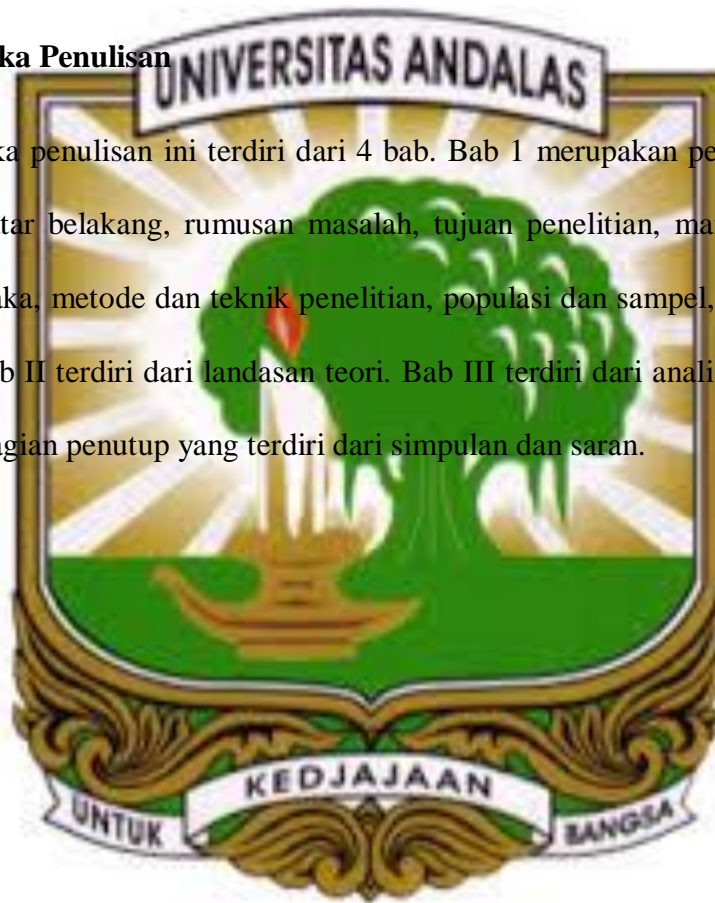 ka Penulisan
UNIVERSITAS ANDALAS
ka penulisan ini terdiri dari 4 bab. Bab 1 merupakan pe
tar belakang, rumusan masalah, tujuan penelitian, ma
aka, metode dan teknik penelitian, populasi dan sampel,
b II terdiri dari landasan teori. Bab III terdiri dari anali
agian penutup yang terdiri dari simpulan dan saran.
UNTUK KEDJAJAAN BANGSA